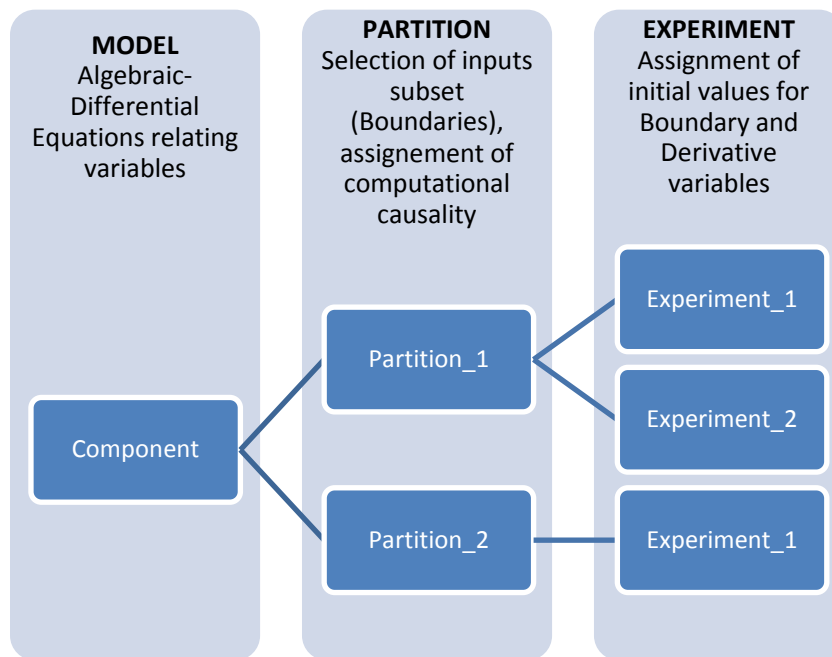 MODEL
Algebraic-
Differential
Equations relating
variables
PARTITION
Selection of inputs
subset
(Boundaries),
assignement of
computational
causality
EXPERIMENT
Assignment of
initial values for
Boundary and
Derivative
variables
Component
Partition_1
Partition_2
Experiment_1
Experiment_2
Experiment_1